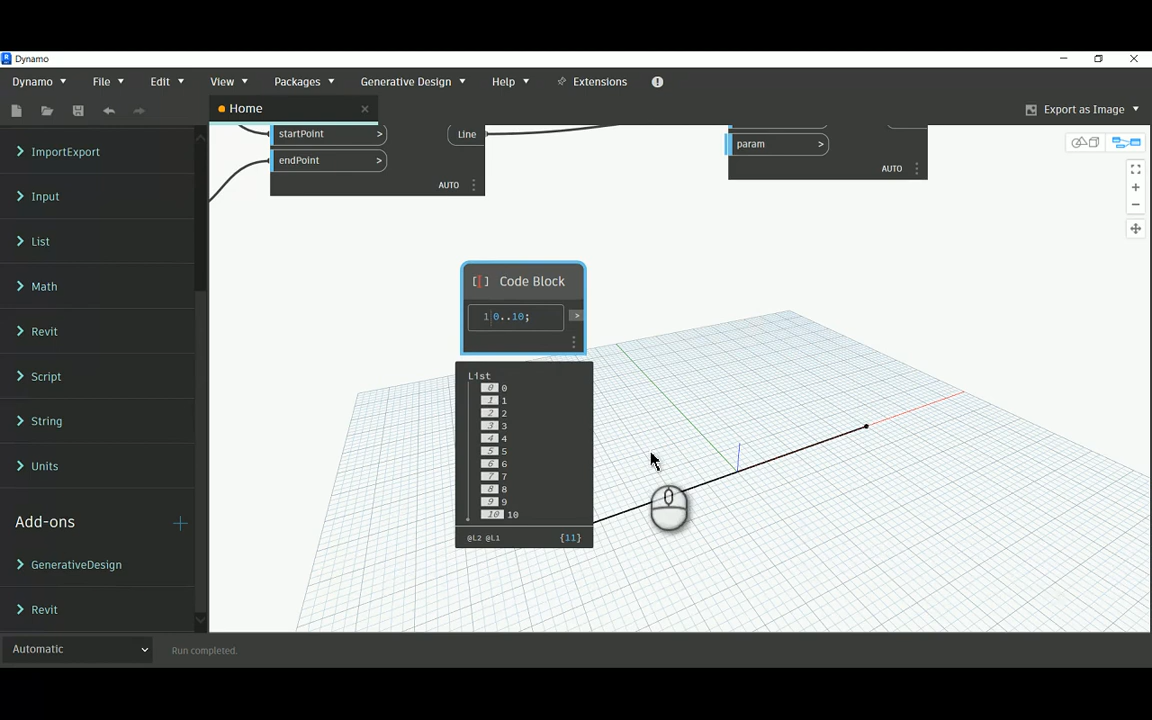 Dynamo
Dynamo File Edit View Packages Generative Design Help Extensions
Home
Export as Image
ImportExport
Input
List
Math
Revit
Script
String
Units
Add-ons
GenerativeDesign
Revit
startPoint >
Line
endPoint >
AUTO
param >
AUTO
[ ] Code Block
1 0..10;
>
List
0 0
1 1
2 2
3 3
4 4
5 5
6 6
7 7
8 8
9 9
10 10
@L2 @L1 {11}
Automatic
Run completed.